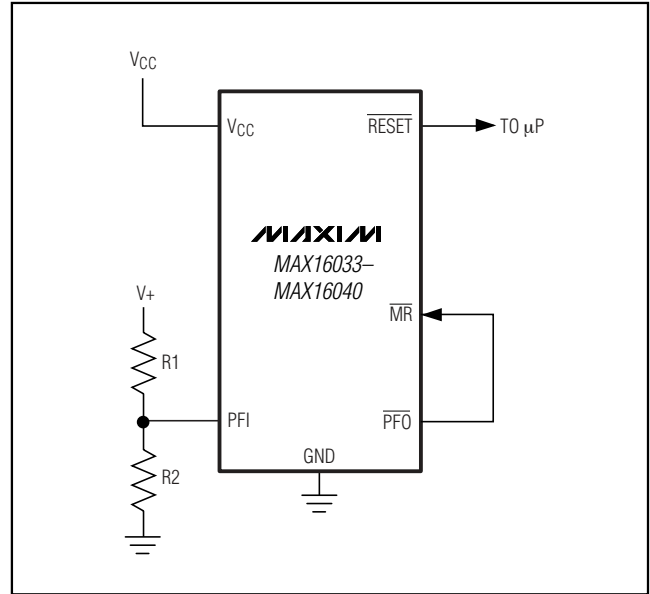 VCC
VCC
RESET
TO µP
MAXIM
MAX16033–
MAX16040
V+
MR
R1
PFI
PFO
GND
R2